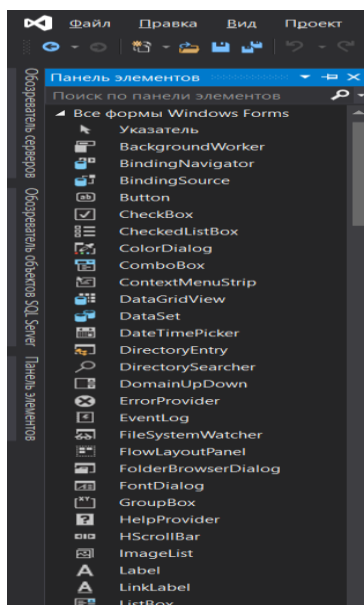 Файл Правка Вид Проект
Обозреватель серверов
Обозреватель объектов SQL Server
Панель элементов
Панель элементов
Поиск по панели элементов
Все формы Windows Forms
Указатель
BackgroundWorker
BindingNavigator
BindingSource
Button
CheckBox
CheckedListBox
ColorDialog
ComboBox
ContextMenuStrip
DataGridView
DataSet
DateTimePicker
DirectoryEntry
DirectorySearcher
DomainUpDown
ErrorProvider
EventLog
FileSystemWatcher
FlowLayoutPanel
FolderBrowserDialog
FontDialog
GroupBox
HelpProvider
HScrollBar
ImageList
Label
LinkLabel
ListBox